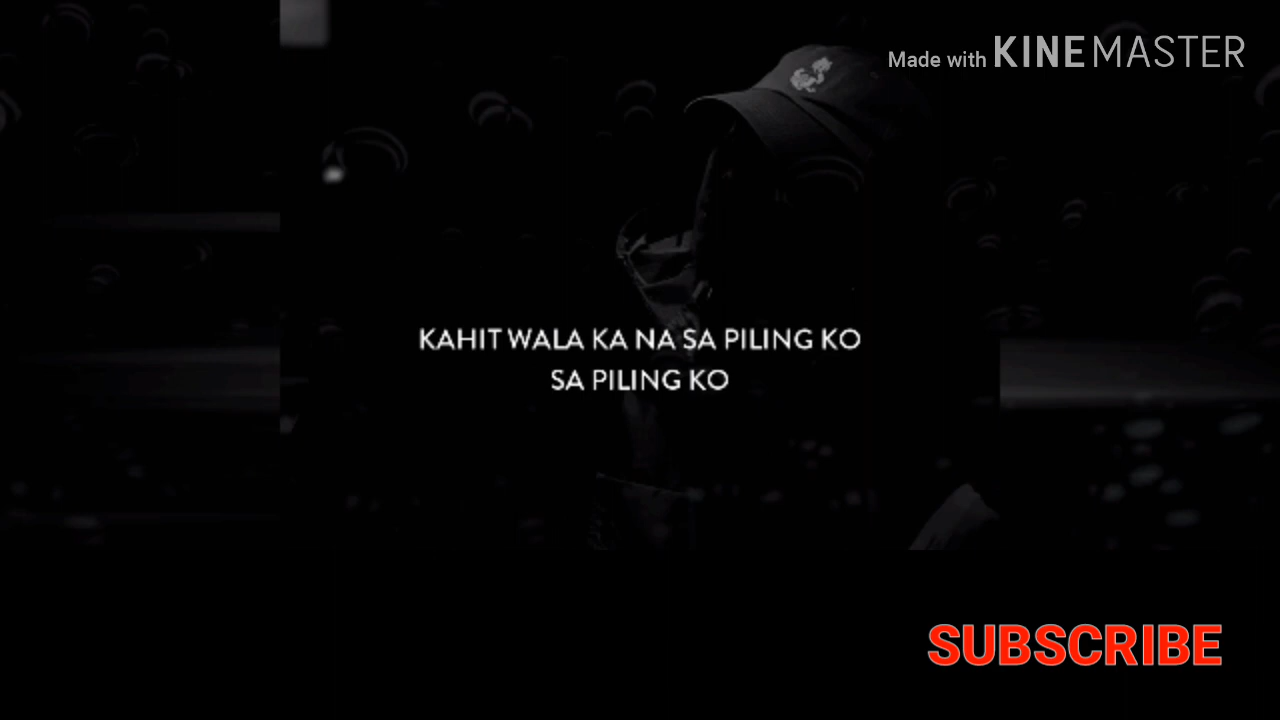 Made with KINEMASTER
KAHIT WALA KA NA SA PILING KO
SA PILING KO
SUBSCRIBE